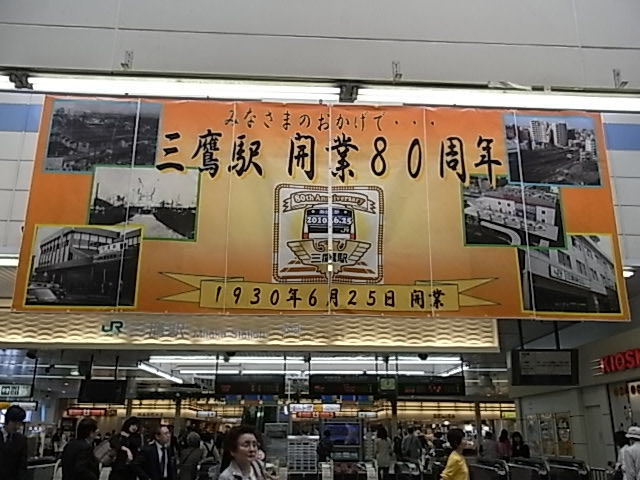 みなさまのおかげで・・・
三鷹駅 開業80周年
80th Anniversary
2010.6.25
三鷹駅
1930年6月25日 開業
JR
KIOS